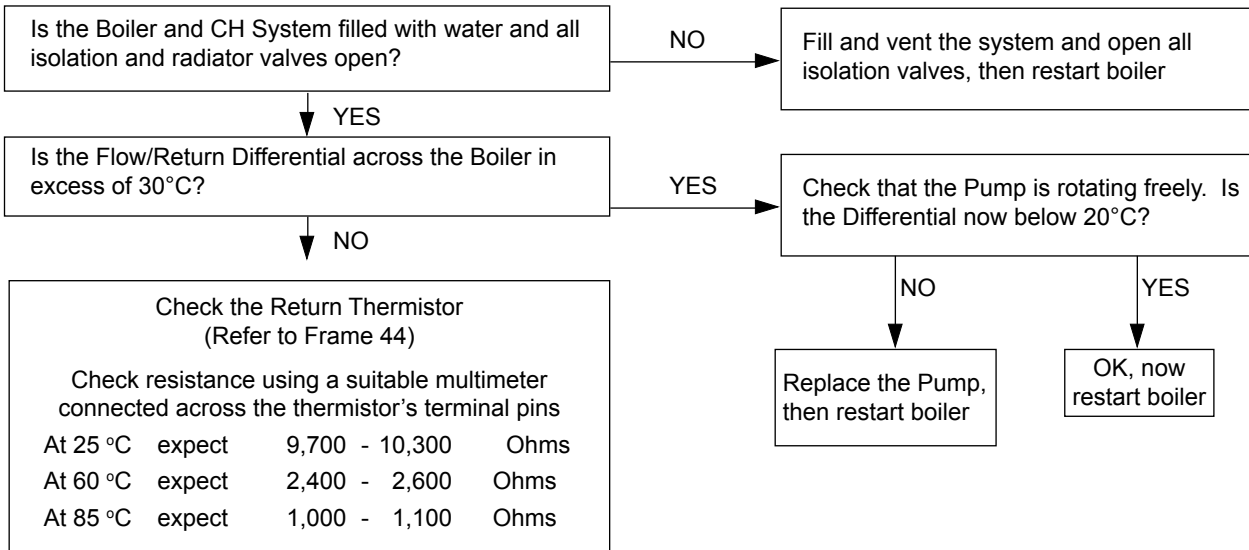 Is the Boiler and CH System filled with water and all
isolation and radiator valves open?
NO
Fill and vent the system and open all
isolation valves, then restart boiler
YES
Is the Flow/Return Differential across the Boiler in
excess of 30°C?
YES
Check that the Pump is rotating freely.  Is
the Differential now below 20°C?
NO
NO
YES
Check the Return Thermistor
(Refer to Frame 44)
Check resistance using a suitable multimeter
connected across the thermistor's terminal pins
At 25 °C expect 9,700 - 10,300 Ohms
At 60 °C expect 2,400 - 2,600 Ohms
At 85 °C expect 1,000 - 1,100 Ohms
Replace the Pump,
then restart boiler
OK, now
restart boiler